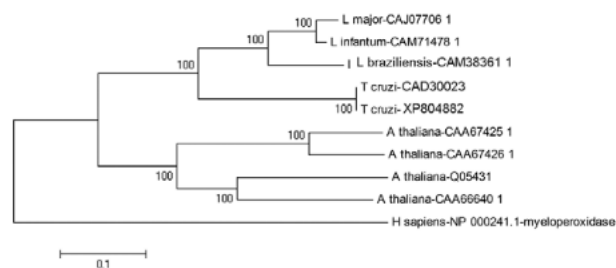 100 L major-CAJ07706 1
100 L infantum-CAM71478 1
100 L braziliensis-CAM38361 1
T cruzi-CAD30023
100 T cruzi-XP804882
100 A thaliana-CAA67425 1
A thaliana-CAA67426 1
100 A thaliana-Q05431
100 A thaliana-CAA66640 1
H sapiens-NP 000241.1-myeloperoxidase
0.1